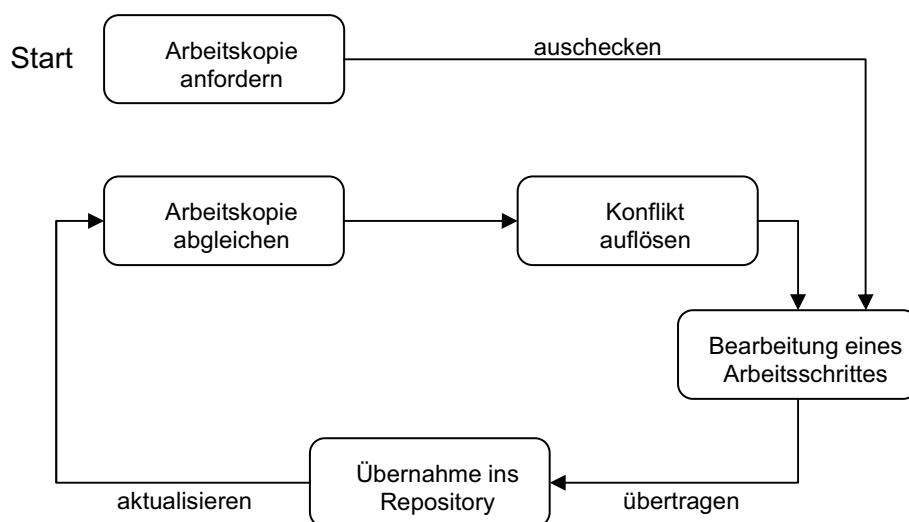 Start
Arbeitskopie
anfordern
auschecken
Arbeitskopie
abgleichen
Konflikt
auflösen
Bearbeitung eines
Arbeitsschrittes
Übernahme ins
Repository
aktualisieren
übertragen